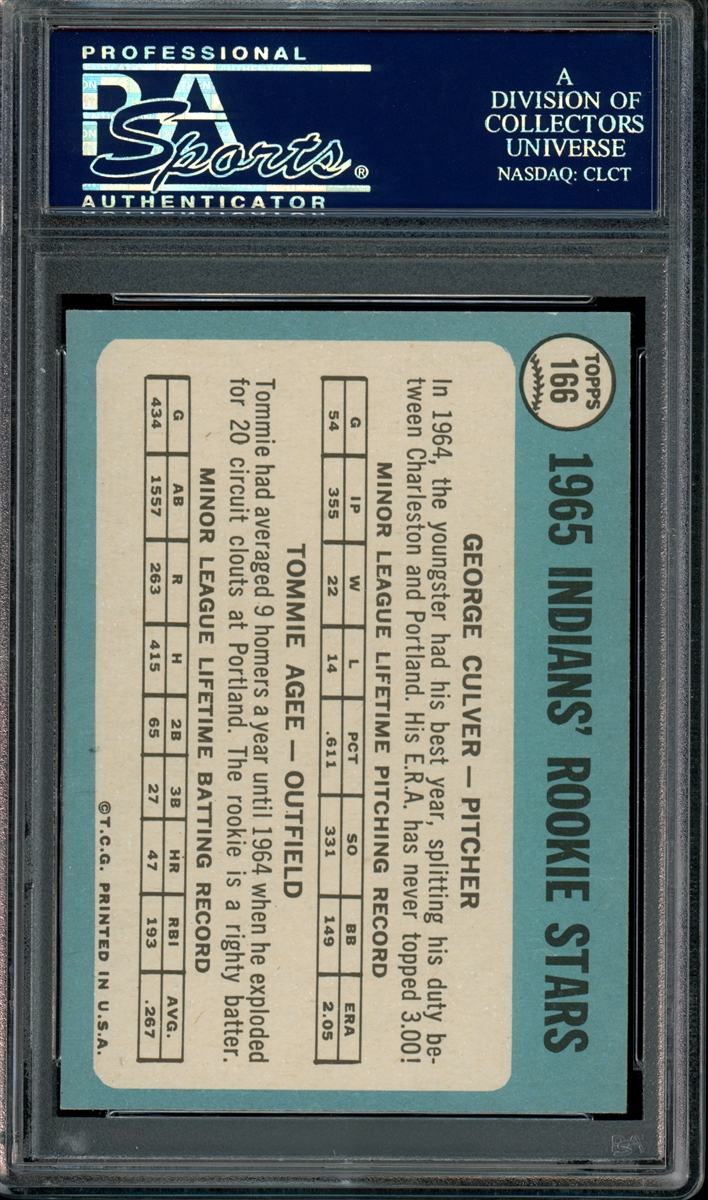 PROFESSIONAL
PSA
Sports®
AUTHENTICATOR
A
DIVISION OF
COLLECTORS
UNIVERSE
NASDAQ: CLCT
TOPPS
166
1965 INDIANS' ROOKIE STARS
GEORGE CULVER — PITCHER
In 1964, the youngster had his best year, splitting his duty be-
tween Charleston and Portland. His E.R.A. has never topped 3.00!
MINOR LEAGUE LIFETIME PITCHING RECORD
G IP W L PCT SO BB ERA
54 355 22 14 .611 331 149 2.05
TOMMIE AGEE — OUTFIELD
Tommie had averaged 9 homers a year until 1964 when he exploded
for 20 circuit clouts at Portland. The rookie is a righty batter.
MINOR LEAGUE LIFETIME BATTING RECORD
G AB R H 2B 3B HR RBI AVG.
434 1557 263 415 65 27 47 193 .267
©T.C.G. PRINTED IN U.S.A.
PSA